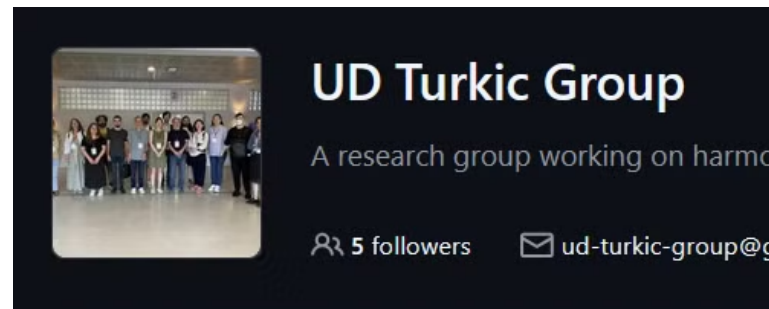 UD Turkic Group
A research group working on harmo
5 followers
ud-turkic-group@g